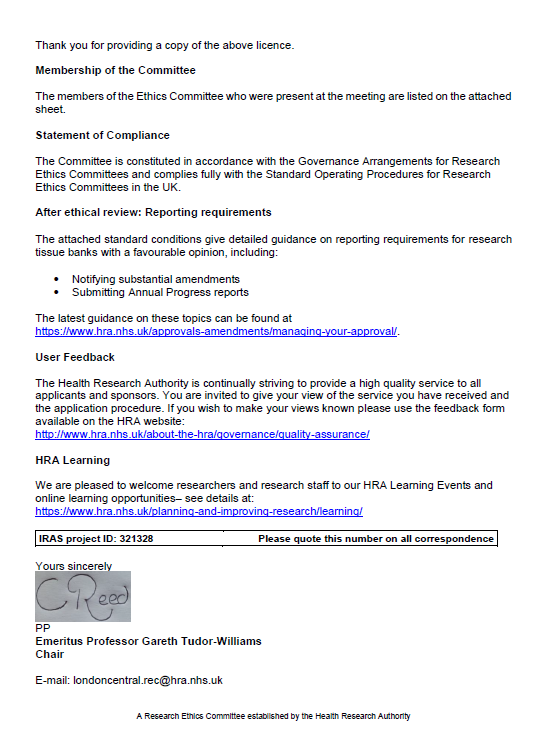 Thank you for providing a copy of the above licence.
Membership of the Committee
The members of the Ethics Committee who were present at the meeting are listed on the attached
sheet.
Statement of Compliance
The Committee is constituted in accordance with the Governance Arrangements for Research
Ethics Committees and complies fully with the Standard Operating Procedures for Research
Ethics Committees in the UK.
After ethical review: Reporting requirements
The attached standard conditions give detailed guidance on reporting requirements for research
tissue banks with a favourable opinion, including:
• Notifying substantial amendments
• Submitting Annual Progress reports
The latest guidance on these topics can be found at
https://www.hra.nhs.uk/approvals-amendments/managing-your-approval/.
User Feedback
The Health Research Authority is continually striving to provide a high quality service to all
applicants and sponsors. You are invited to give your view of the service you have received and
the application procedure. If you wish to make your views known please use the feedback form
available on the HRA website:
http://www.hra.nhs.uk/about-the-hra/governance/quality-assurance/
HRA Learning
We are pleased to welcome researchers and research staff to our HRA Learning Events and
online learning opportunities– see details at:
https://www.hra.nhs.uk/planning-and-improving-research/learning/
IRAS project ID: 321328 Please quote this number on all correspondence
Yours sincerely
CReed
PP
Emeritus Professor Gareth Tudor-Williams
Chair
E-mail: londoncentral.rec@hra.nhs.uk
A Research Ethics Committee established by the Health Research Authority